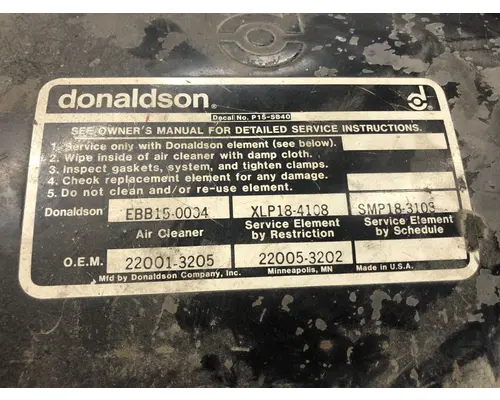 donaldson®
Decal No. P15-5840
SEE OWNER'S MANUAL FOR DETAILED SERVICE INSTRUCTIONS.
1. Service only with Donaldson element (see below).
2. Wipe inside of air cleaner with damp cloth.
3. Inspect gaskets, system, and tighten clamps.
4. Check replacement element for any damage.
5. Do not clean and/or re-use element.
Donaldson EBB15-0004 XLP18-4108 SMP18-3103
Air Cleaner Service Element by Restriction Service Element by Schedule
O.E.M. 22001-3205 22005-3202
Mfd by Donaldson Company, Inc. Minneapolis, MN Made in U.S.A.